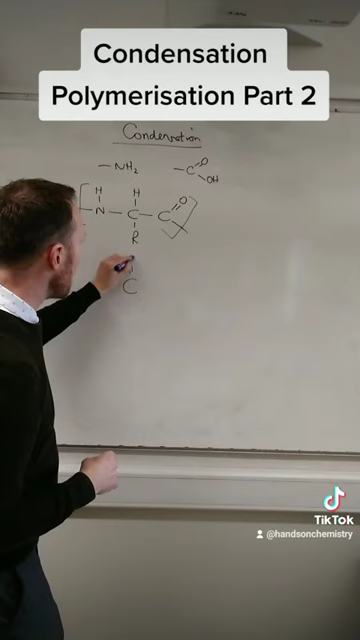 Condensation
Polymerisation Part 2
Condensation
—NH₂ —C O OH
H H
N — C — C O
R
C
TikTok
@handsonchemistry